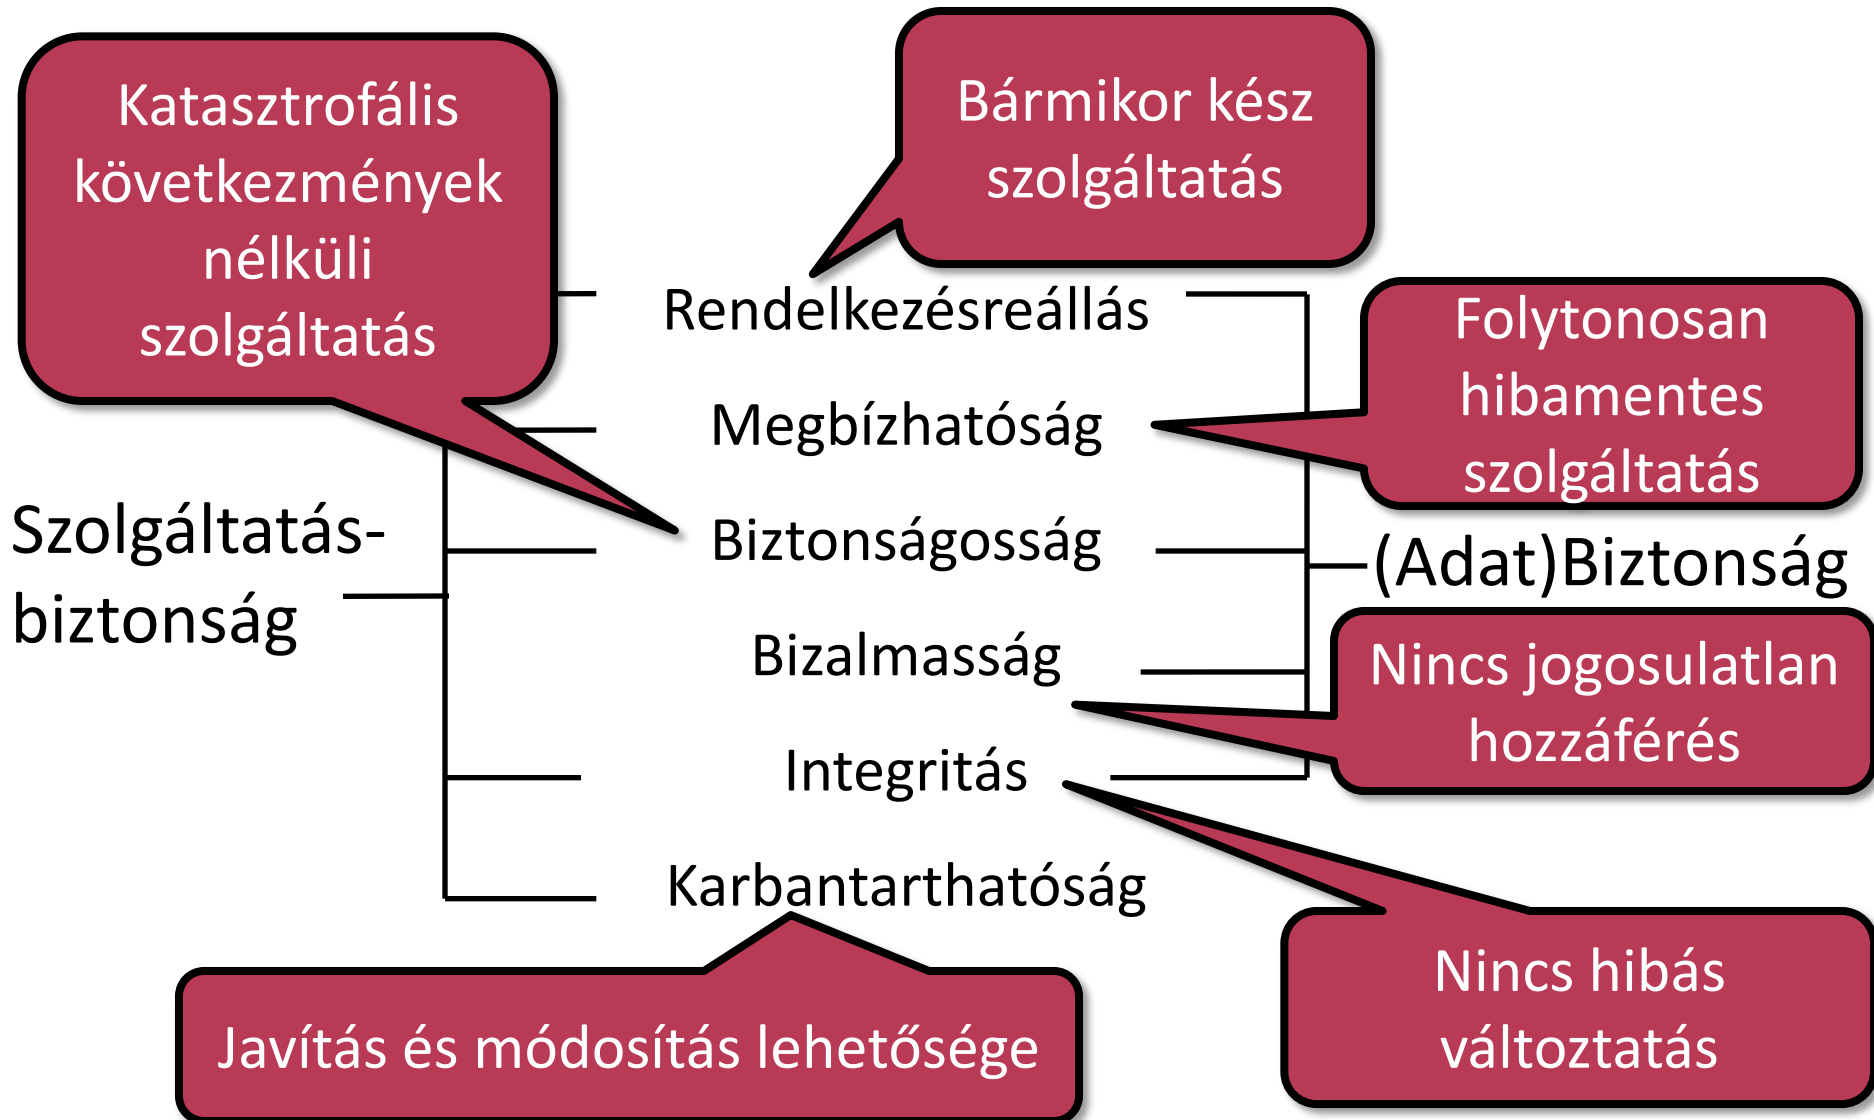 Katasztrofális
következmények
nélküli
szolgáltatás
Bármikor kész
szolgáltatás
Rendelkezésreállás
Folytonosan
hibamentes
szolgáltatás
Megbízhatóság
Szolgáltatás-
biztonság
Biztonságosság
(Adat)Biztonság
Bizalmasság
Nincs jogosulatlan
hozzáférés
Integritás
Karbantarthatóság
Nincs hibás
változtatás
Javítás és módosítás lehetősége